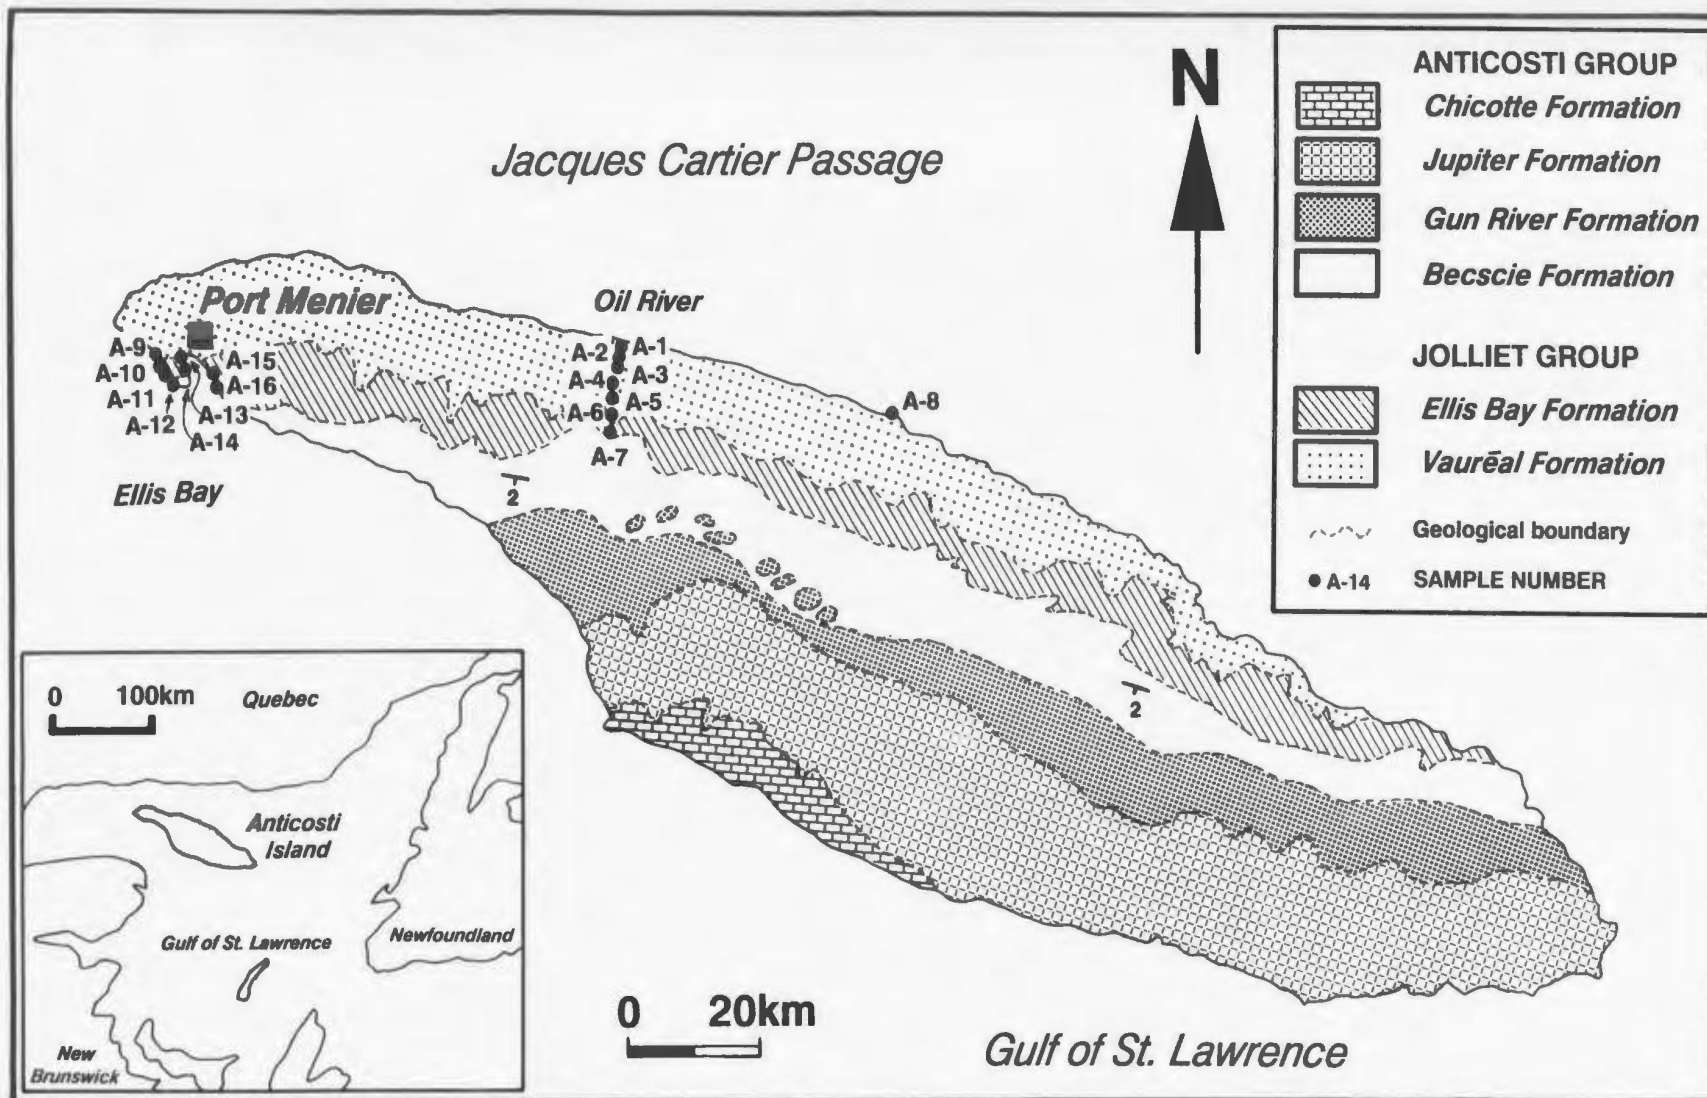 N
Jacques Cartier Passage
Port Menier
Oil River
A-1
A-2
A-3
A-4
A-5
A-6
A-7
A-8
A-9
A-10
A-11
A-12
A-13
A-14
A-15
A-16
Ellis Bay
2
2
0 20km
Gulf of St. Lawrence
ANTICOSTI GROUP
Chicotte Formation
Jupiter Formation
Gun River Formation
Becscie Formation
JOLLIET GROUP
Ellis Bay Formation
Vauréal Formation
Geological boundary
A-14 SAMPLE NUMBER
0 100km
Quebec
Anticosti
Island
Gulf of St. Lawrence
Newfoundland
New
Brunswick